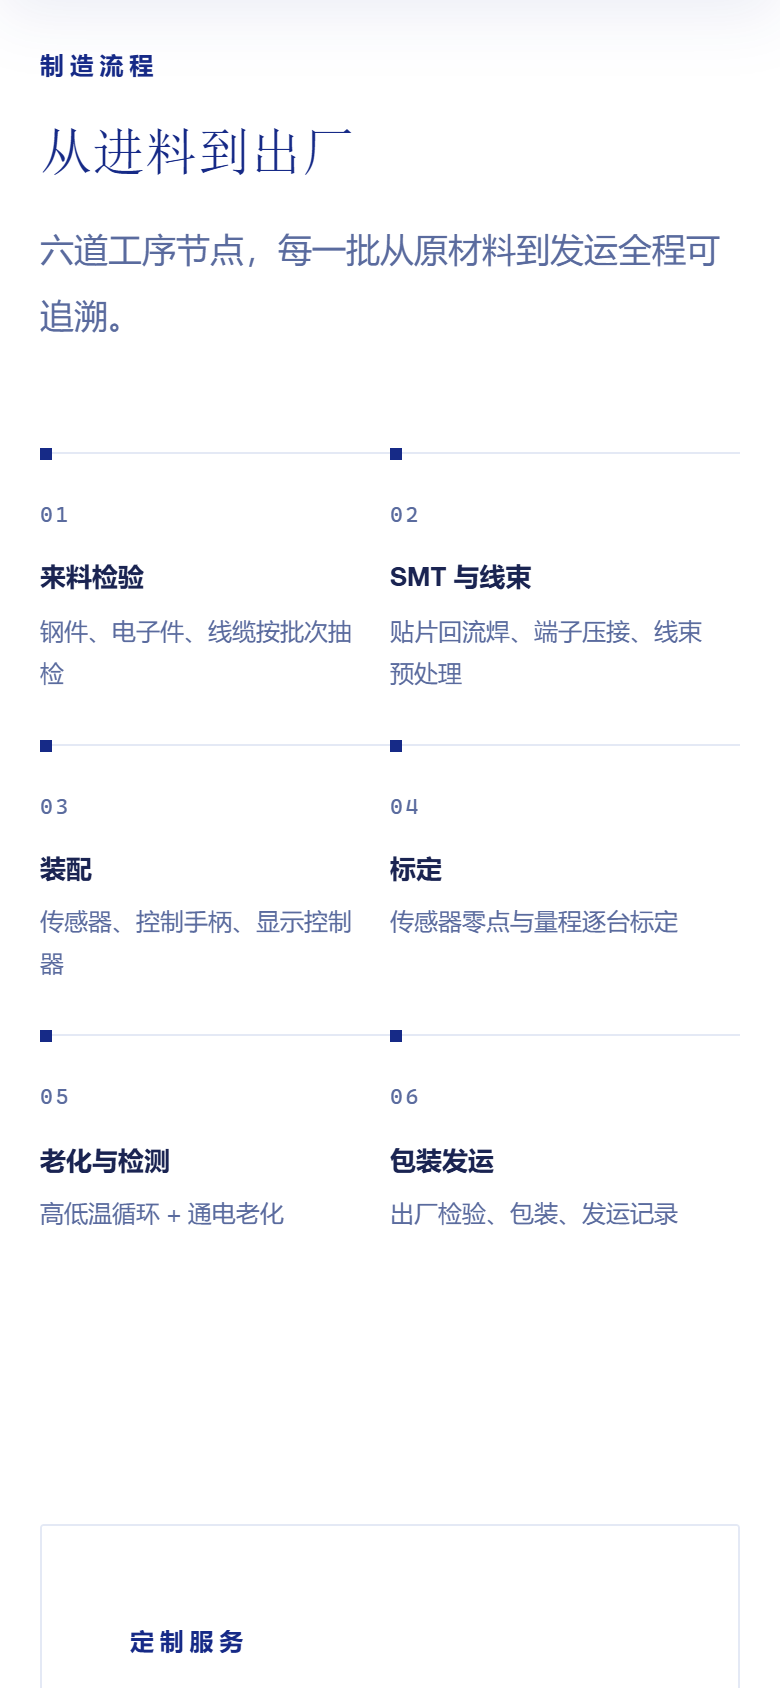 制造流程
从进料到出厂
六道工序节点，每一批从原材料到发运全程可
追溯。
01
来料检验
钢件、电子件、线缆按批次抽
检
02
SMT 与线束
贴片回流焊、端子压接、线束
预处理
03
装配
传感器、控制手柄、显示控制
器
04
标定
传感器零点与量程逐台标定
05
老化与检测
高低温循环 + 通电老化
06
包装发运
出厂检验、包装、发运记录
定制服务